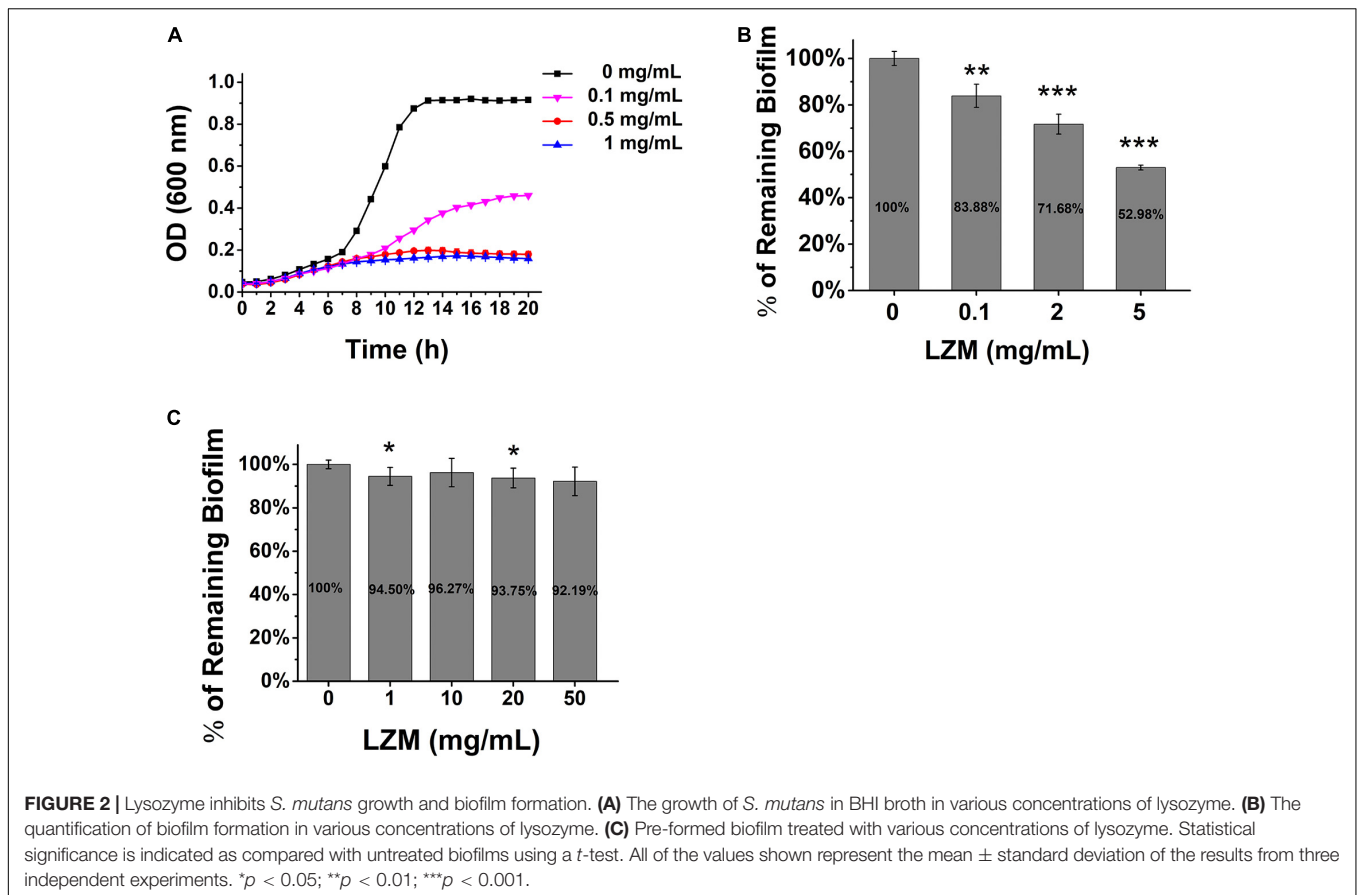 A
1.0
0.8
0.6
0.4
0.2
0.0
OD (600 nm)
0 2 4 6 8 10 12 14 16 18 20
Time (h)
0 mg/mL
0.1 mg/mL
0.5 mg/mL
1 mg/mL
B
100%
80%
60%
40%
20%
0%
% of Remaining Biofilm
** *** ***
100% 83.88% 71.68% 52.98%
0 0.1 2 5
LZM (mg/mL)
C
100%
80%
60%
40%
20%
0%
% of Remaining Biofilm
* *
100% 94.50% 96.27% 93.75% 92.19%
0 1 10 20 50
LZM (mg/mL)
FIGURE 2 | Lysozyme inhibits S. mutans growth and biofilm formation. (A) The growth of S. mutans in BHI broth in various concentrations of lysozyme. (B) The
quantification of biofilm formation in various concentrations of lysozyme. (C) Pre-formed biofilm treated with various concentrations of lysozyme. Statistical
significance is indicated as compared with untreated biofilms using a t-test. All of the values shown represent the mean ± standard deviation of the results from three
independent experiments. *p < 0.05; **p < 0.01; ***p < 0.001.